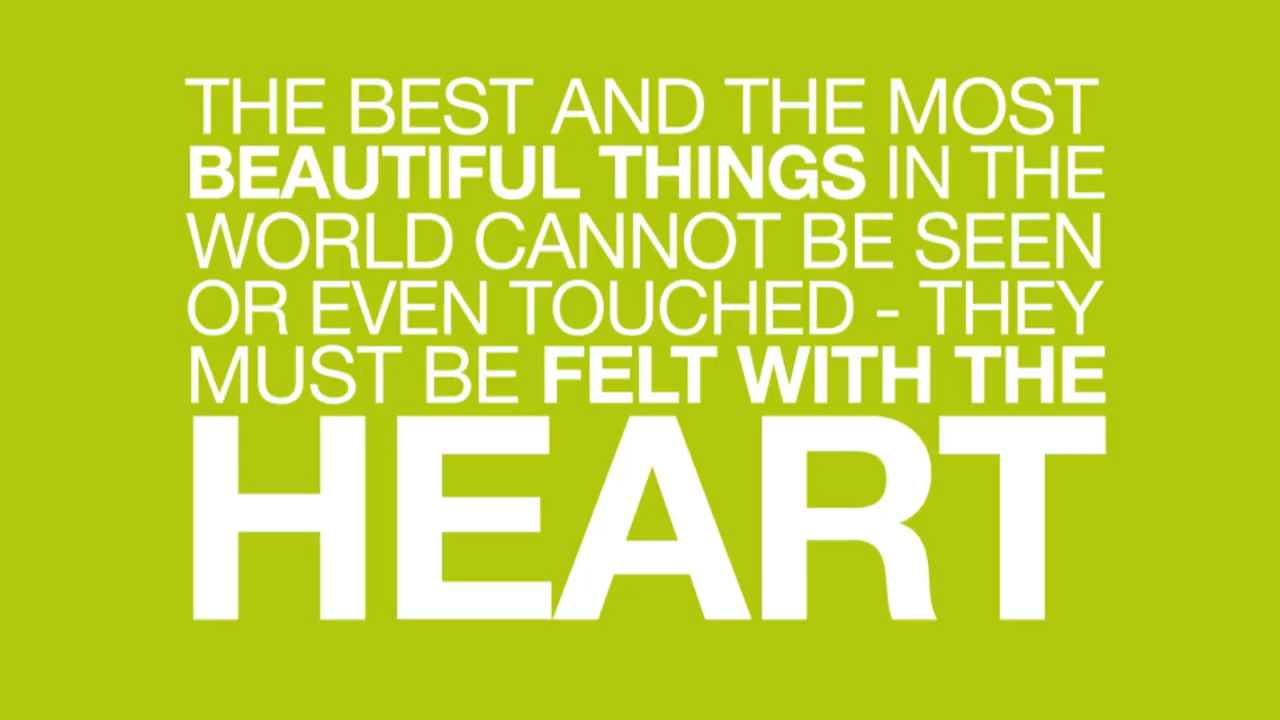 THE BEST AND THE MOST
BEAUTIFUL THINGS IN THE
WORLD CANNOT BE SEEN
OR EVEN TOUCHED - THEY
MUST BE FELT WITH THE
HEART